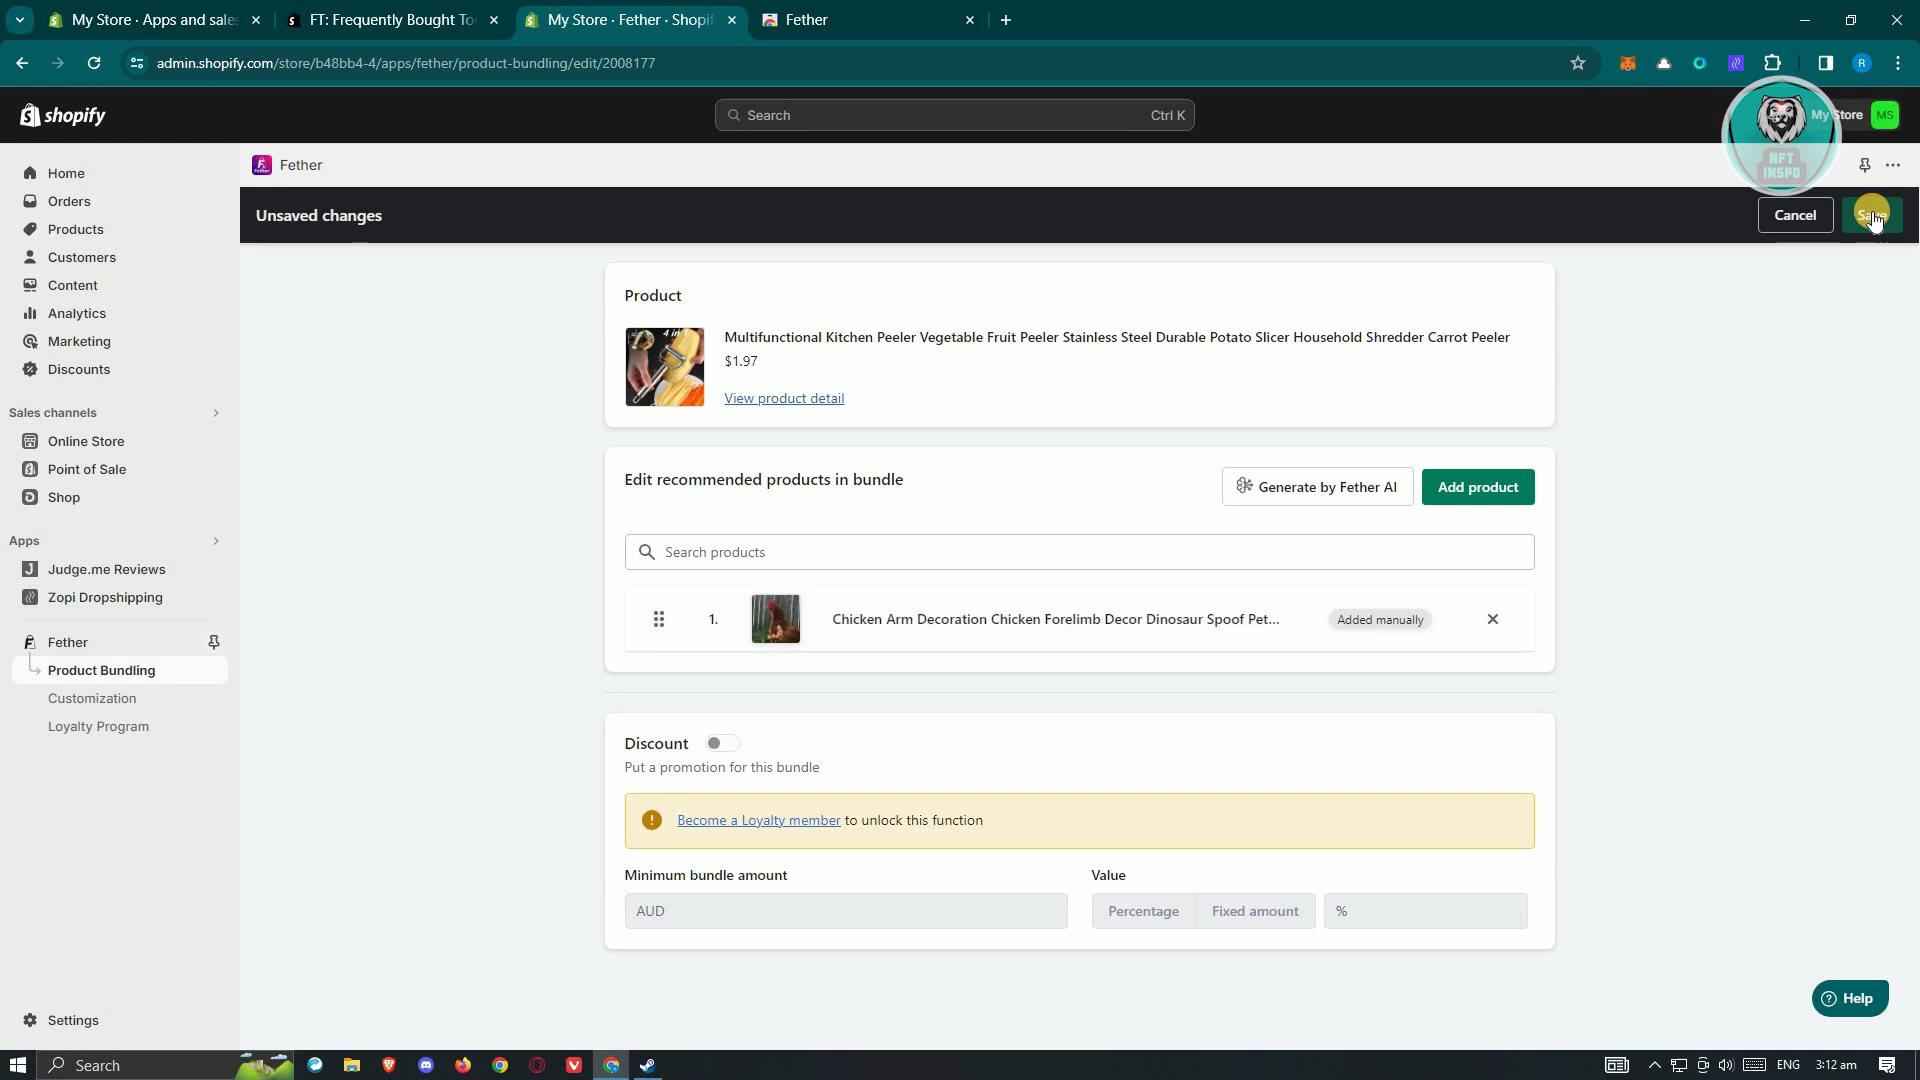 My Store · Apps and sale
FT: Frequently Bought To
My Store · Fether · Shopif
Fether
admin.shopify.com/store/b48bb4-4/apps/fether/product-bundling/edit/2008177
R
shopify
Search
Ctrl K
My Store
MS
NFT
INSPO
Home
Orders
Products
Customers
Content
Analytics
Marketing
Discounts
Sales channels
Online Store
Point of Sale
Shop
Apps
Judge.me Reviews
Zopi Dropshipping
Fether
Product Bundling
Customization
Loyalty Program
Settings
Fether
Unsaved changes
Cancel
Save
Product
Multifunctional Kitchen Peeler Vegetable Fruit Peeler Stainless Steel Durable Potato Slicer Household Shredder Carrot Peeler
$1.97
View product detail
Edit recommended products in bundle
Generate by Fether AI
Add product
Search products
1.
Chicken Arm Decoration Chicken Forelimb Decor Dinosaur Spoof Pet...
Added manually
Discount
Put a promotion for this bundle
Become a Loyalty member to unlock this function
Minimum bundle amount
Value
AUD
Percentage
Fixed amount
%
Help
Search
ENG
3:12 am